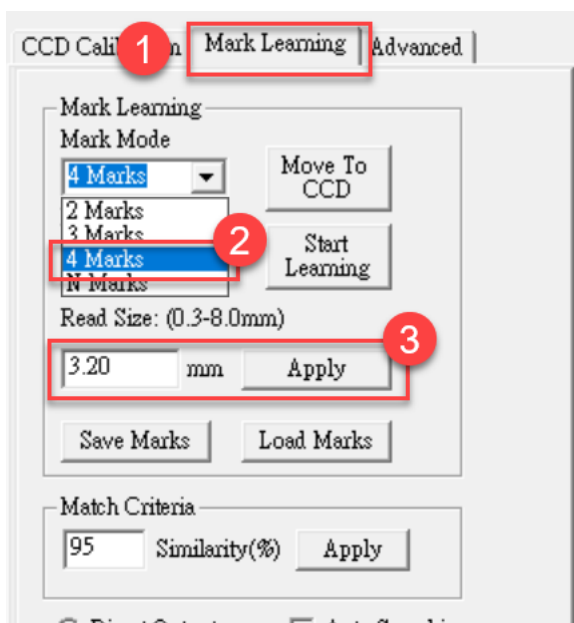 CCD Cali 1 n Mark Learning Advanced
Mark Learning
Mark Mode
4 Marks
Move To
CCD
2 Marks
3 Marks
4 Marks
N Marks
2
Start
Learning
Read Size: (0.3-8.0mm)
3
3.20 mm Apply
Save Marks Load Marks
Match Criteria
95 Similarity(%) Apply